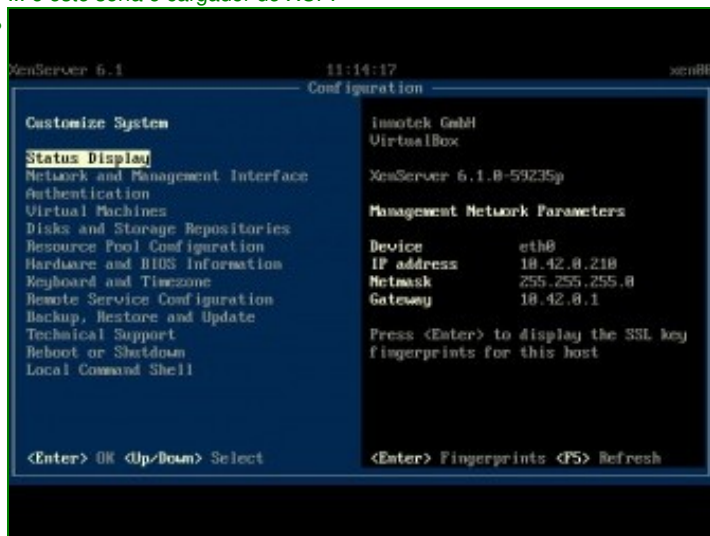 XenServer 6.1 11:14:17
Configuration
Customize System
Status Display
Network and Management Interface
Authentication
Virtual Machines
Disks and Storage Repositories
Resource Pool Configuration
Hardware and BIOS Information
Keyboard and Timezone
Remote Service Configuration
Backup, Restore and Update
Technical Support
Reboot or Shutdown
Local Command Shell
<Enter> OK <Up/Down> Select
innotek GmbH
VirtualBox
XenServer 6.1.0-59235p
Management Network Parameters
Device eth0
IP address 10.42.0.210
Netmask 255.255.255.0
Gateway 10.42.0.1
Press <Enter> to display the SSL key
fingerprints for this host
<Enter> Fingerprints <F5> Refresh